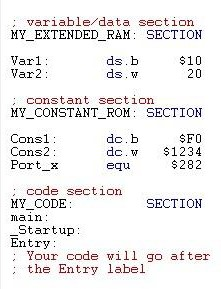 ; variable/data section
MY_EXTENDED_RAM: SECTION
Var1: ds.b $10
Var2: ds.w 20
; constant section
MY_CONSTANT_ROM: SECTION
Cons1: dc.b $F0
Cons2: dc.w $1234
Port_x equ $282
; code section
MY_CODE: SECTION
main:
_Startup:
Entry:
; Your code will go after
; the Entry label